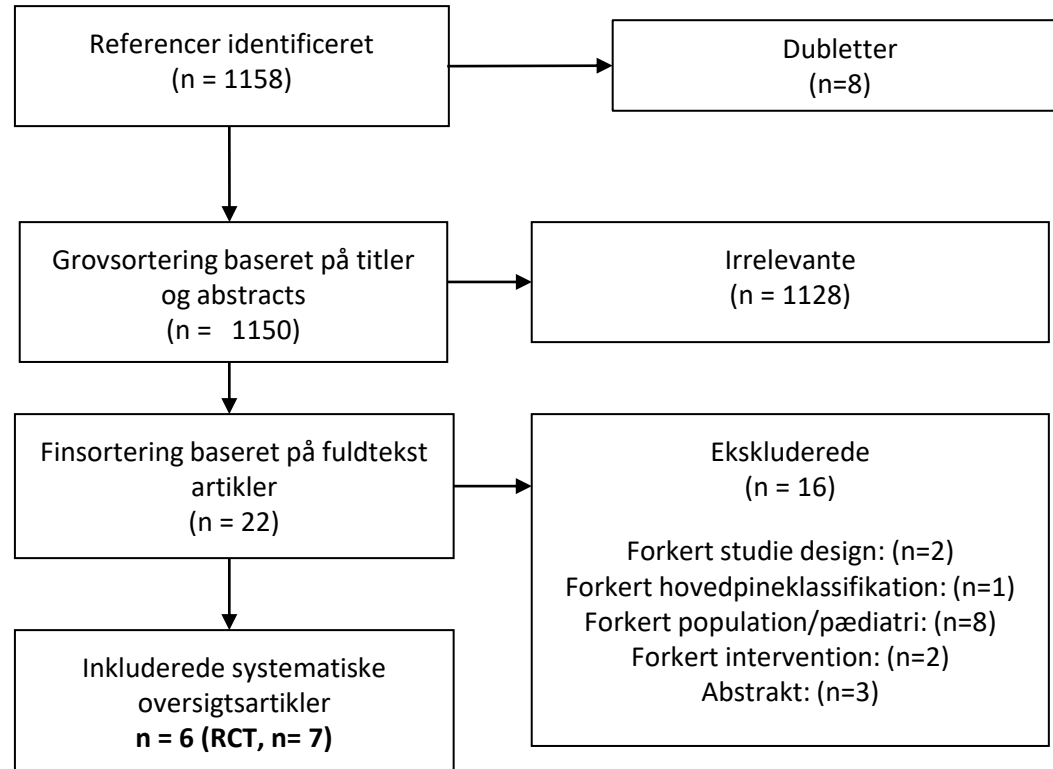 Referencer identificeret
(n = 1158)
Dubletter
(n=8)
Grovsortering baseret på titler
og abstracts
(n =   1150)
Irrelevante
(n = 1128)
Finsortering baseret på fuldtekst
artikler
(n = 22)
Ekskluderede
(n = 16)
Forkert studie design: (n=2)
Forkert hovedpineklassifikation: (n=1)
Forkert population/pædiatri: (n=8)
Forkert intervention: (n=2)
Abstrakt: (n=3)
Inkluderede systematiske
oversigtsartikler
n = 6 (RCT, n= 7)